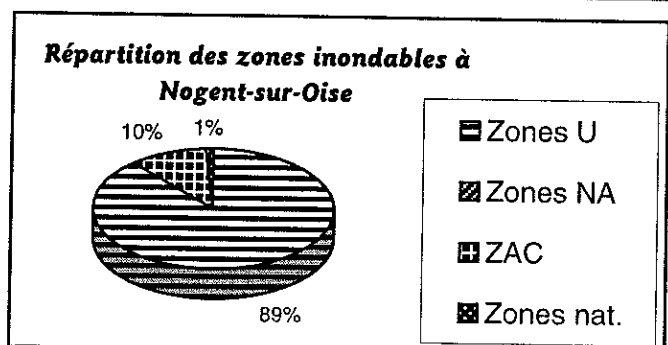 Répartition des zones inondables à
Nogent-sur-Oise
10%
1%
89%
Zones U
Zones NA
ZAC
Zones nat.